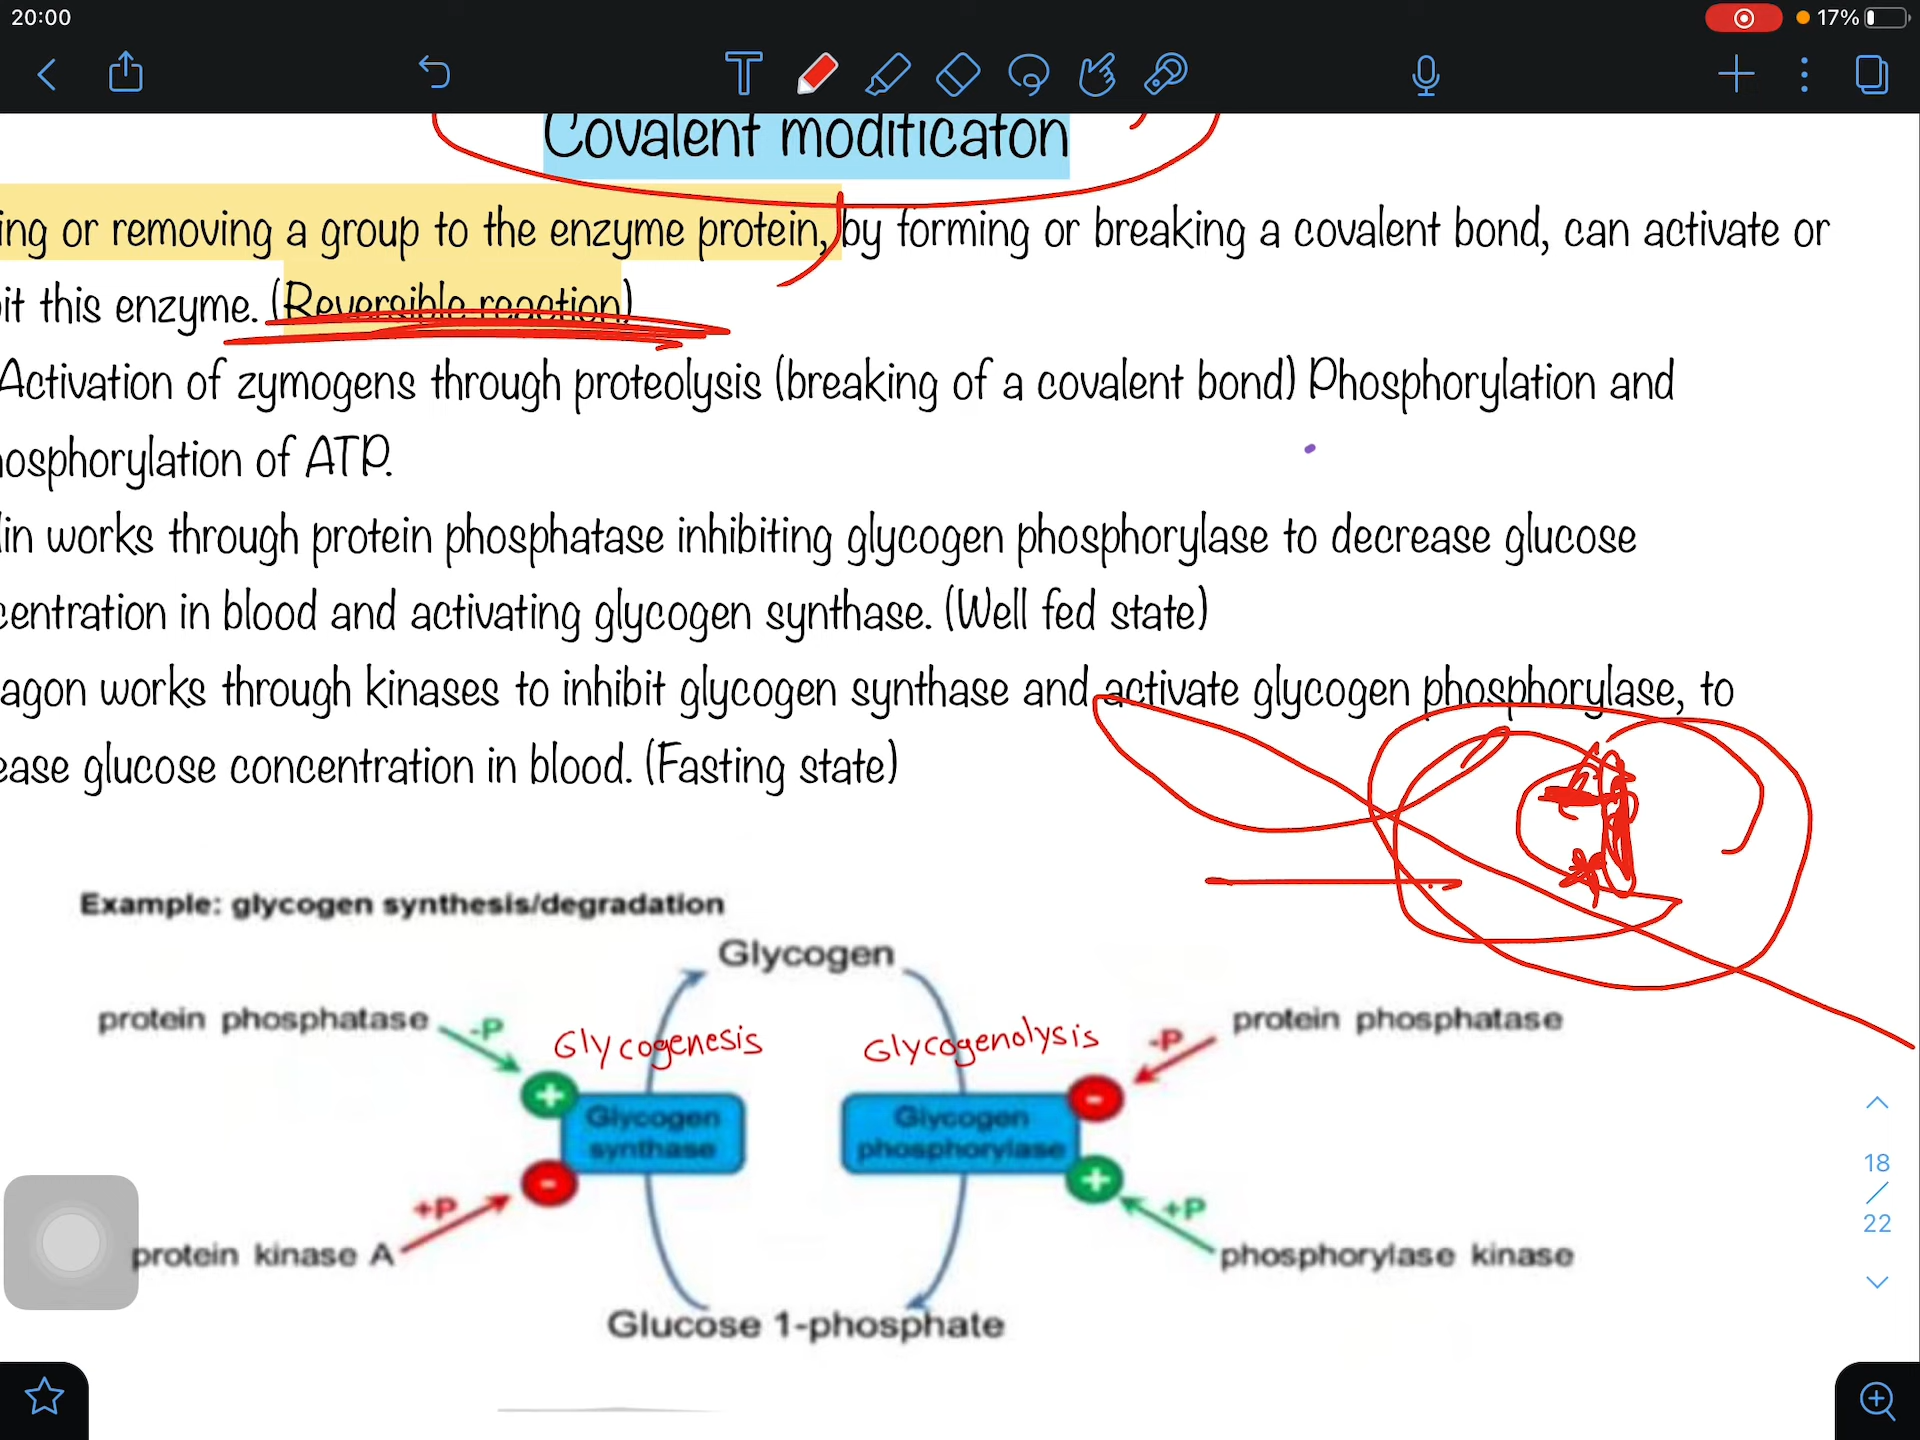 20:00
17%
Covalent modificaton
ing or removing a group to the enzyme protein, by forming or breaking a covalent bond, can activate or
it this enzyme. (Reversible reaction)
Activation of zymogens through proteolysis (breaking of a covalent bond) Phosphorylation and
osphorylation of ATP.
in works through protein phosphatase inhibiting glycogen phosphorylase to decrease glucose
centration in blood and activating glycogen synthase. (Well fed state)
agon works through kinases to inhibit glycogen synthase and activate glycogen phosphorylase, to
ease glucose concentration in blood. (Fasting state)
Example: glycogen synthesis/degradation
Glycogen
protein phosphatase
-P
Glycogenesis
Glycogenolysis
-P
protein phosphatase
+
-
Glycogen
synthase
Glycogen
phosphorylase
-
+
+P
+P
protein kinase A
phosphorylase kinase
Glucose 1-phosphate
18
/
22